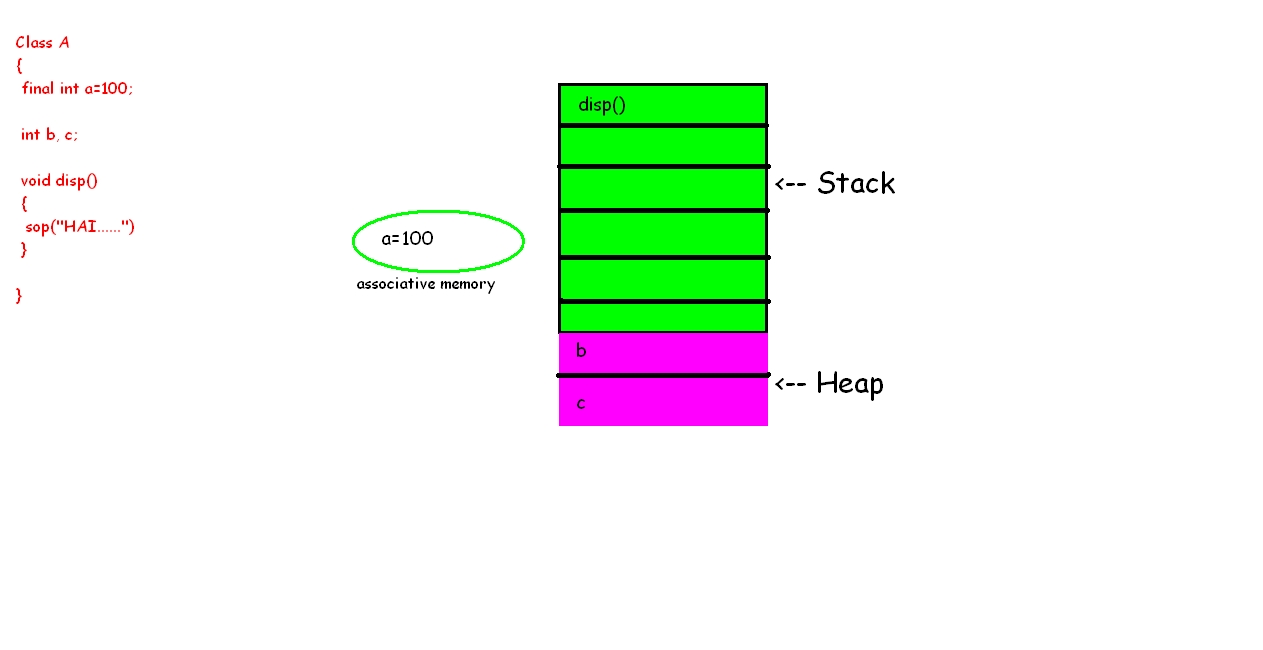 Class A
{
final int a=100;
int b, c;
void disp()
{
sop("HAI......")
}
}
a=100
associative memory
disp()
<-- Stack
b
<-- Heap
c